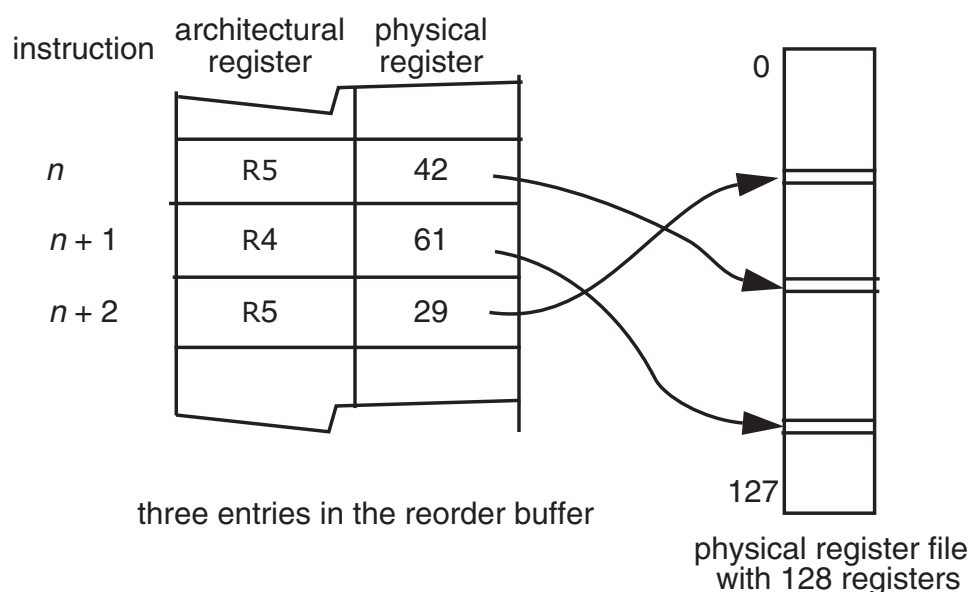 instruction
architectural register
physical register
n R5 42
n + 1 R4 61
n + 2 R5 29
three entries in the reorder buffer
0
127
physical register file
with 128 registers